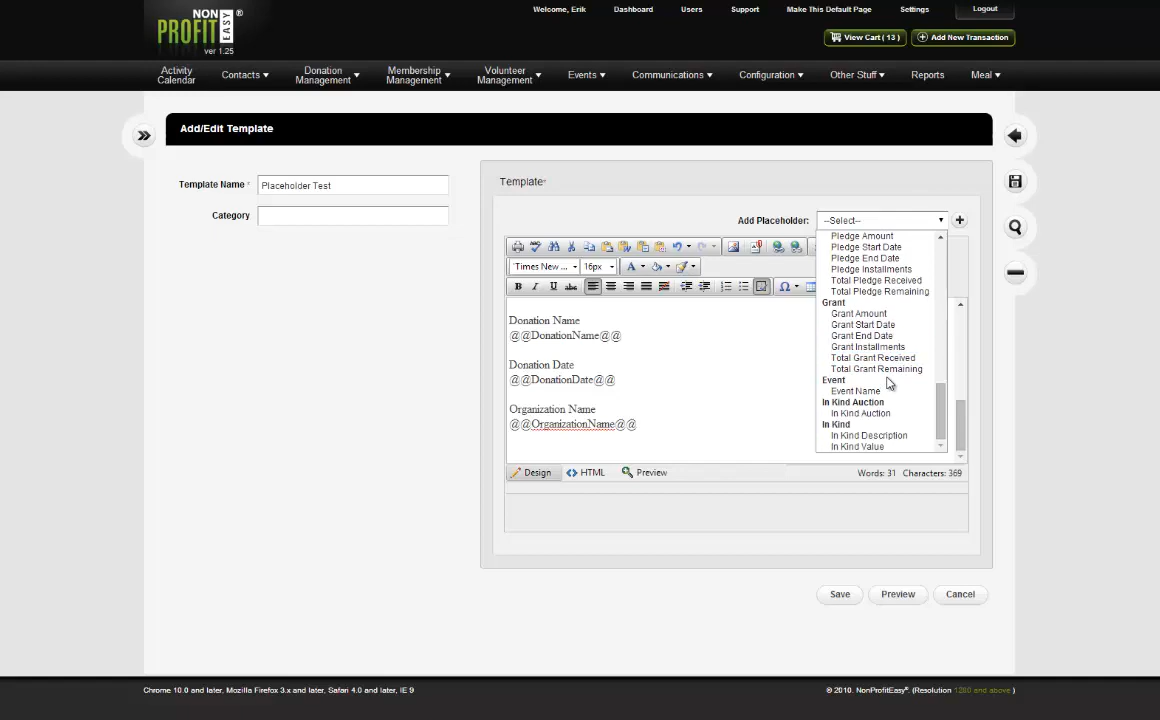 Welcome, Erik
Dashboard
Users
Support
Make This Default Page
Settings
Logout
NON
PROFIT
EASY
®
ver 1.25
View Cart ( 13 )
Add New Transaction
Activity
Calendar
Contacts
Donation
Management
Membership
Management
Volunteer
Management
Events
Communications
Configuration
Other Stuff
Reports
Meal
Add/Edit Template
Template Name *
Placeholder Test
Category
Template*
Add Placeholder:
--Select--
Times New ...
16px
B I U abc
Donation Name
@@DonationName@@
Donation Date
@@DonationDate@@
Organization Name
@@OrganizationName@@
Pledge Amount
Pledge Start Date
Pledge End Date
Pledge Installments
Total Pledge Received
Total Pledge Remaining
Grant
Grant Amount
Grant Start Date
Grant End Date
Grant Installments
Total Grant Received
Total Grant Remaining
Event
Event Name
In Kind Auction
In Kind Auction
In Kind
In Kind Description
In Kind Value
Design
HTML
Preview
Words: 31 Characters: 369
Save
Preview
Cancel
Chrome 10.0 and later, Mozilla Firefox 3.x and later, Safari 4.0 and later, IE 9
© 2010. NonProfitEasy®. (Resolution 1280 and above )